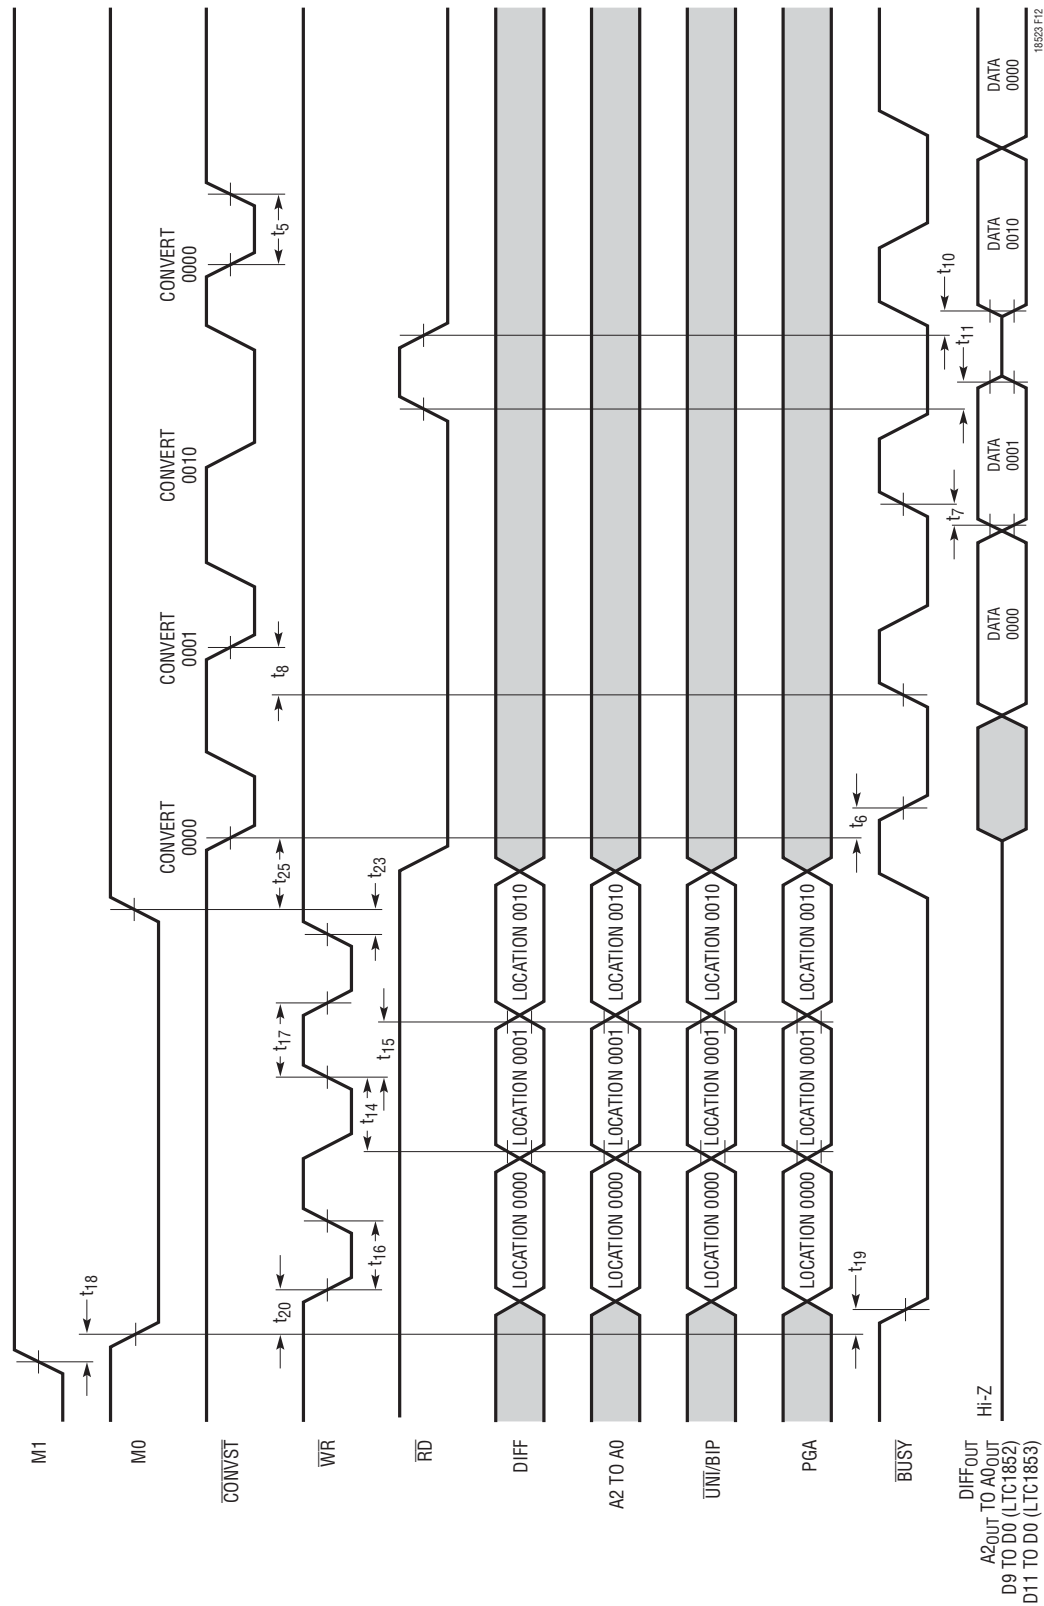 M1
t18
M0
CONVERT
0000
CONVERT
0001
CONVERT
0010
CONVERT
0000
CONVST
t25
t8
t5
WR
t20
t16
t17
t23
t14
t15
RD
DIFF
LOCATION 0000
LOCATION 0001
LOCATION 0010
A2 TO A0
LOCATION 0000
LOCATION 0001
LOCATION 0010
UNI/BIP
LOCATION 0000
LOCATION 0001
LOCATION 0010
PGA
LOCATION 0000
LOCATION 0001
LOCATION 0010
t19
t6
BUSY
t7
t11
t10
Hi-Z
DIFFOUT
A2OUT TO A0OUT
D9 TO D0 (LTC1852)
D11 TO D0 (LTC1853)
DATA
0000
DATA
0001
DATA
0010
DATA
0000
18523 F12